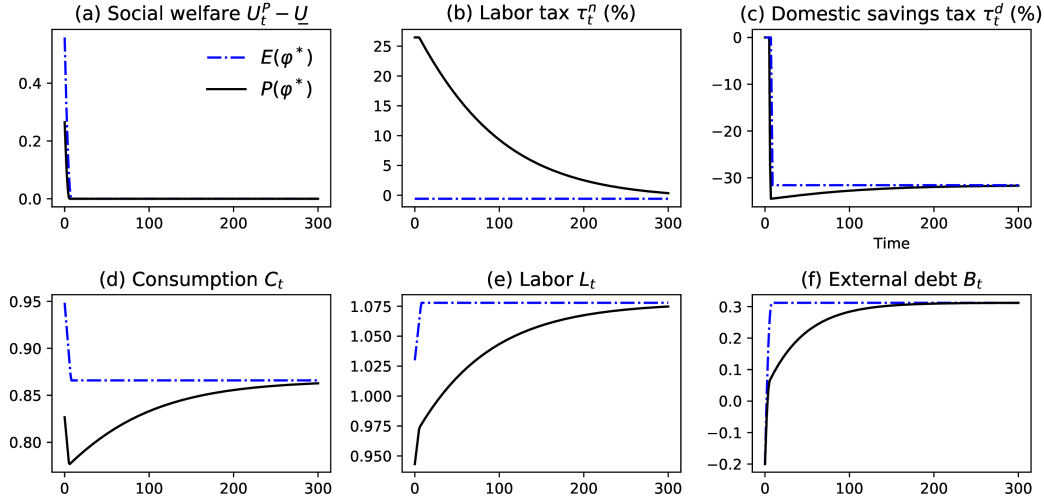 (a) Social welfare U_t^P − U̲
(b) Labor tax τ_t^n (%)
(c) Domestic savings tax τ_t^d (%)
E(φ*)
P(φ*)
0.4
0.2
0.0
0 100 200 300
25
20
15
10
5
0
0 100 200 300
0
−10
−20
−30
0 100 200 300
Time
(d) Consumption C_t
(e) Labor L_t
(f) External debt B_t
0.95
0.90
0.85
0.80
0 100 200 300
1.075
1.050
1.025
1.000
0.975
0.950
0 100 200 300
0.3
0.2
0.1
0.0
−0.1
−0.2
0 100 200 300